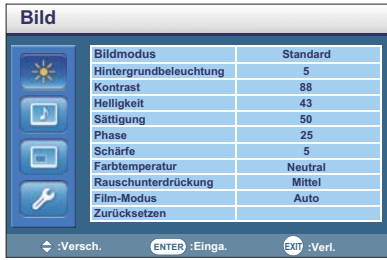 Bild
Bildmodus Standard
Hintergrundbeleuchtung 5
Kontrast 88
Helligkeit 43
Sättigung 50
Phase 25
Schärfe 5
Farbtemperatur Neutral
Rauschunterdrückung Mittel
Film-Modus Auto
Zurücksetzen
:Versch. ENTER :Einga. EXIT :Verl.